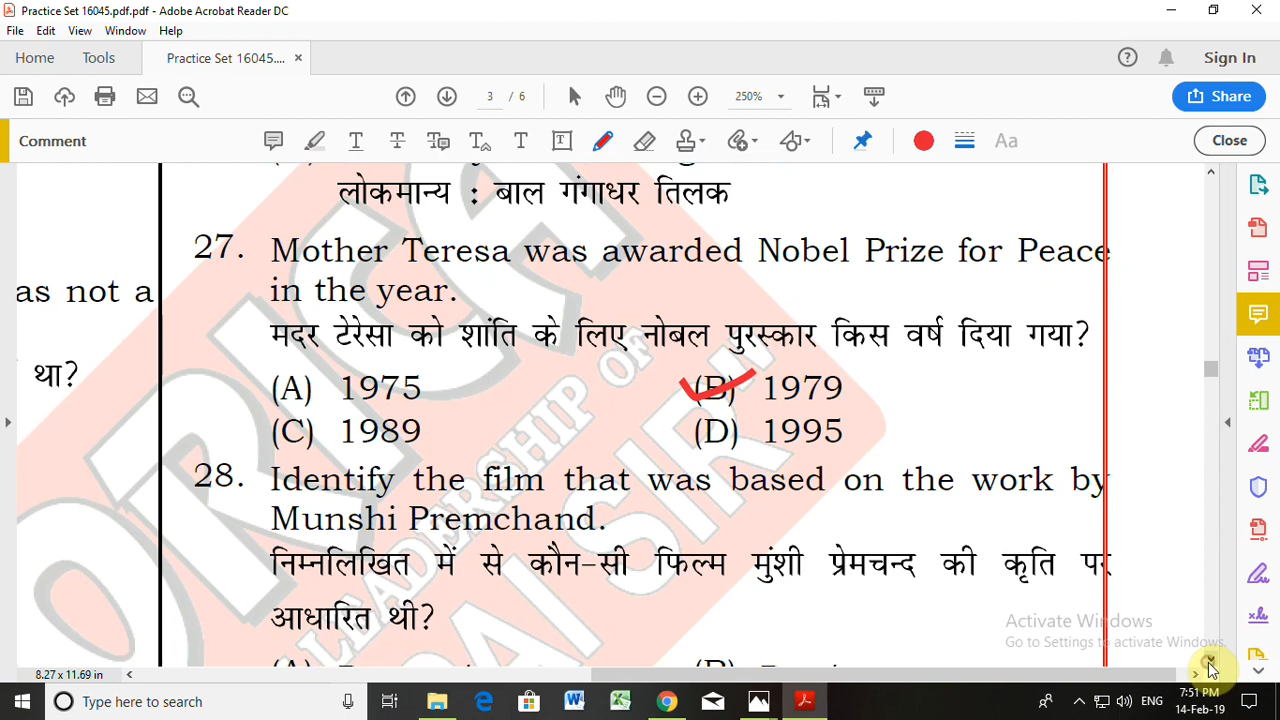 Practice Set 16045.pdf.pdf - Adobe Acrobat Reader DC
File Edit View Window Help
Home Tools Practice Set 16045.... × Sign In
3 / 6 250% Share
Comment Aa Close
लोकमान्य : बाल गंगाधर तिलक
27. Mother Teresa was awarded Nobel Prize for Peace
as not a in the year.
मदर टेरेसा को शांति के लिए नोबल पुरस्कार किस वर्ष दिया गया?
था? (A) 1975 (B) 1979
(C) 1989 (D) 1995
28. Identify the film that was based on the work by
Munshi Premchand.
निम्नलिखित में से कौन-सी फिल्म मुंशी प्रेमचन्द की कृति पर
आधारित थी?
Activate Windows
Go to Settings to activate Windows.
8.27 x 11.69 in
Type here to search ENG 7:51 PM
14-Feb-19